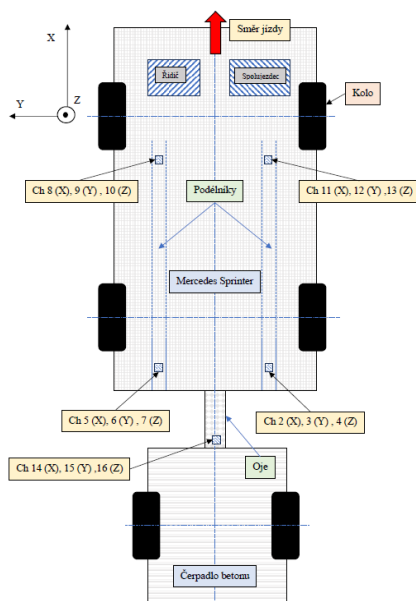 Směr jízdy
X
Řidič
Spolujezdec
Y
Z
Kolo
Ch 8 (X), 9 (Y) , 10 (Z)
Podélníky
Ch 11 (X), 12 (Y) ,13 (Z)
Mercedes Sprinter
Ch 5 (X), 6 (Y) , 7 (Z)
Ch 2 (X), 3 (Y) , 4 (Z)
Ch 14 (X), 15 (Y) ,16 (Z)
Oje
Čerpadlo betonu